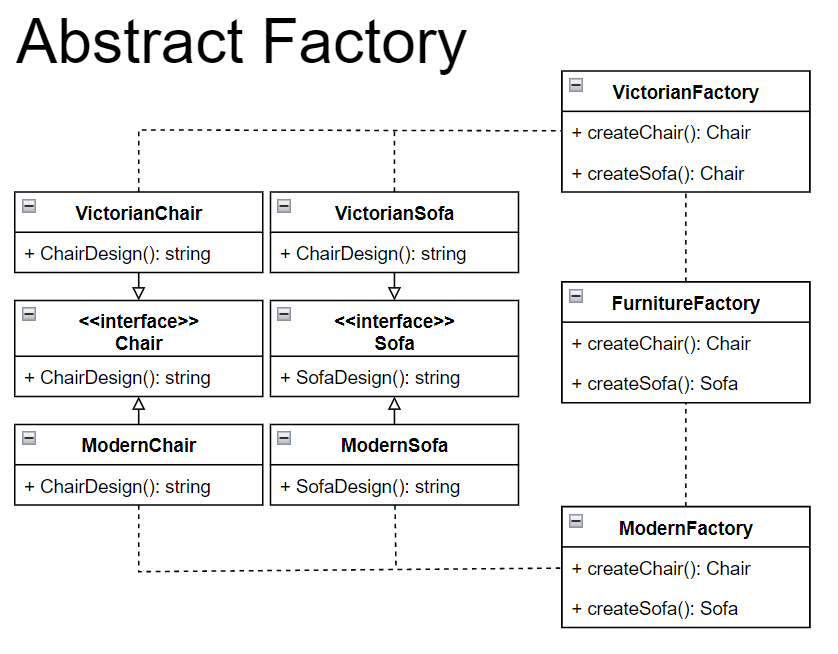 Abstract Factory
VictorianFactory
+ createChair(): Chair
+ createSofa(): Chair
VictorianChair
+ ChairDesign(): string
VictorianSofa
+ ChairDesign(): string
<<interface>>
Chair
+ ChairDesign(): string
<<interface>>
Sofa
+ SofaDesign(): string
FurnitureFactory
+ createChair(): Chair
+ createSofa(): Sofa
ModernChair
+ ChairDesign(): string
ModernSofa
+ SofaDesign(): string
ModernFactory
+ createChair(): Chair
+ createSofa(): Sofa